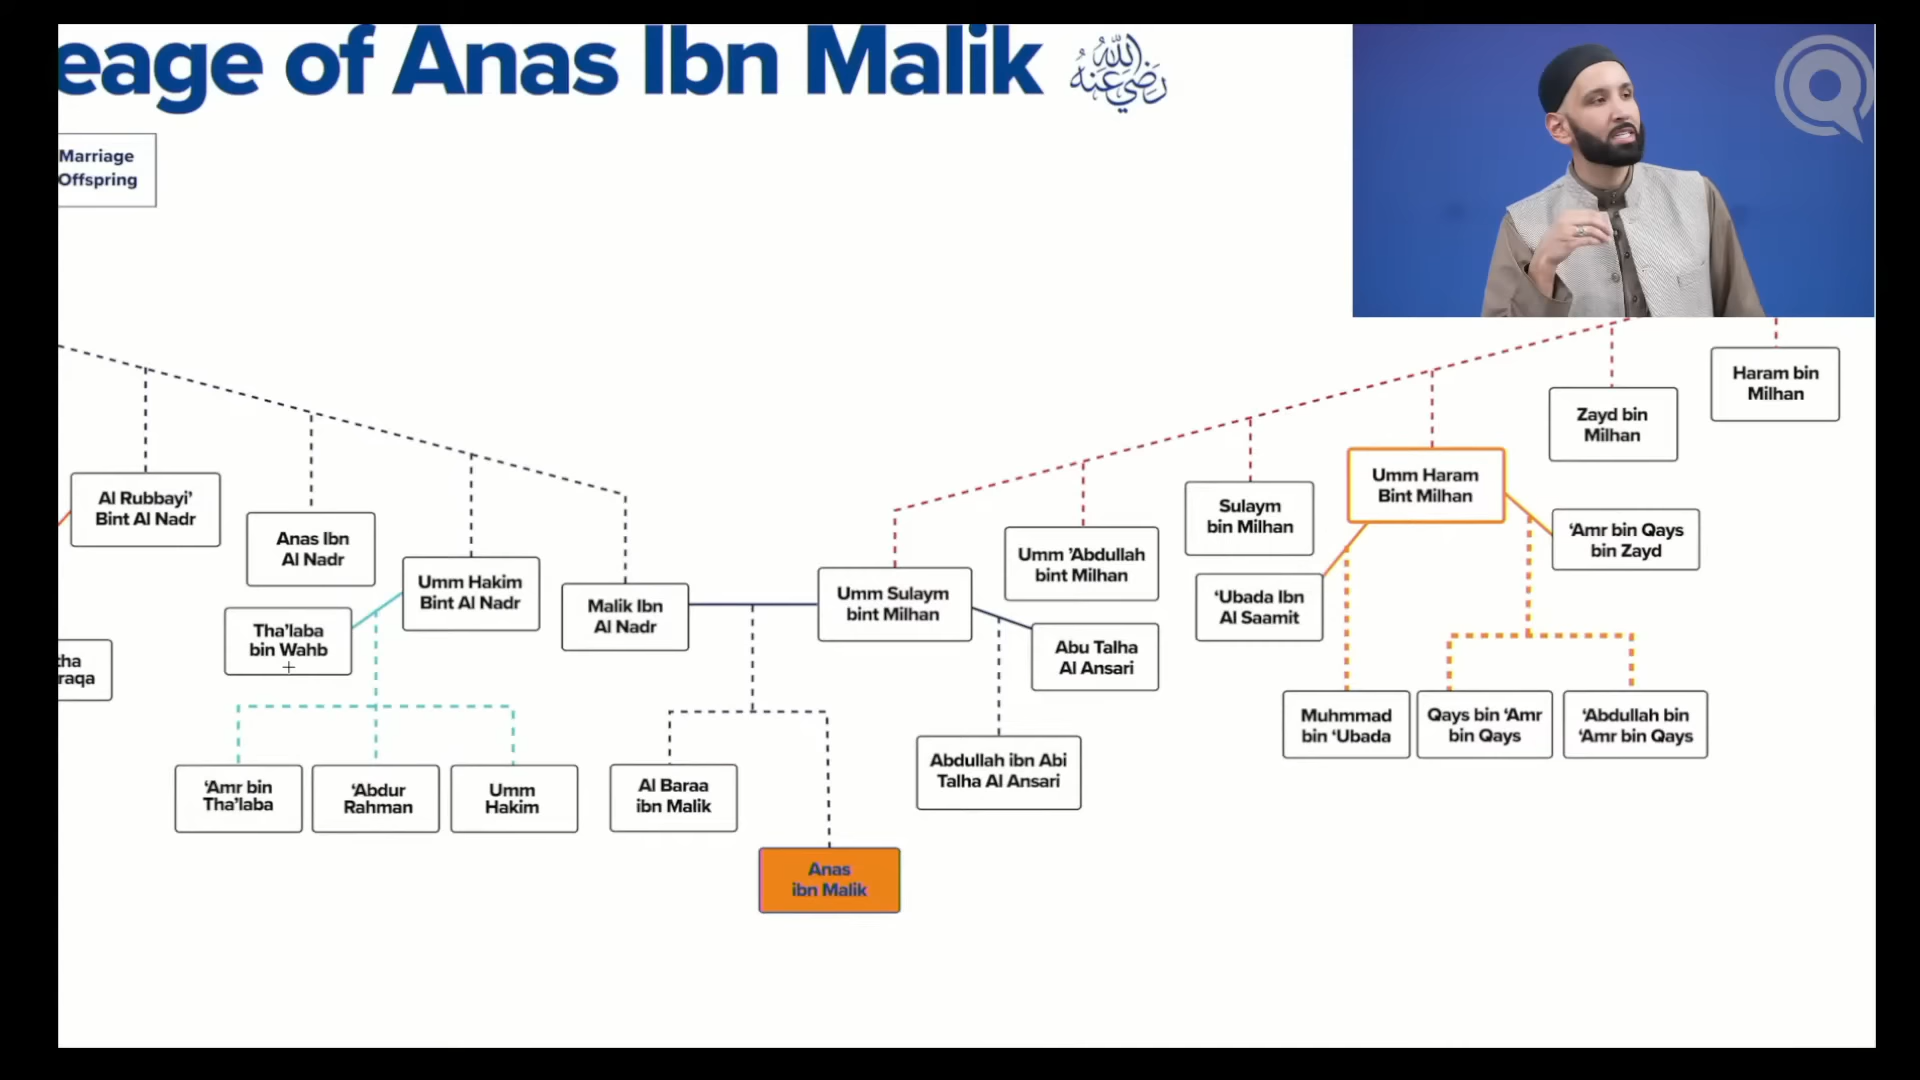 eage of Anas Ibn Malik رضي الله عنه
Marriage
Offspring
Haram bin
Milhan
Zayd bin
Milhan
Umm Haram
Bint Milhan
Al Rubbayi’
Bint Al Nadr
Sulaym
bin Milhan
‘Amr bin Qays
bin Zayd
Anas Ibn
Al Nadr
Umm ’Abdullah
bint Milhan
Umm Hakim
Bint Al Nadr
Malik Ibn
Al Nadr
Umm Sulaym
bint Milhan
‘Ubada Ibn
Al Saamit
Tha’laba
bin Wahb
Abu Talha
Al Ansari
tha
raqa
Muhmmad
bin ‘Ubada
Qays bin ‘Amr
bin Qays
‘Abdullah bin
‘Amr bin Qays
Abdullah ibn Abi
Talha Al Ansari
‘Amr bin
Tha’laba
‘Abdur
Rahman
Umm
Hakim
Al Baraa
ibn Malik
Anas
ibn Malik